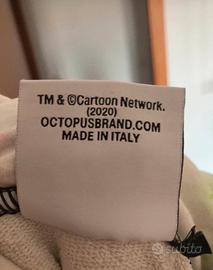 TM & ©Cartoon Network.
(2020)
OCTOPUSBRAND.COM
MADE IN ITALY
subito